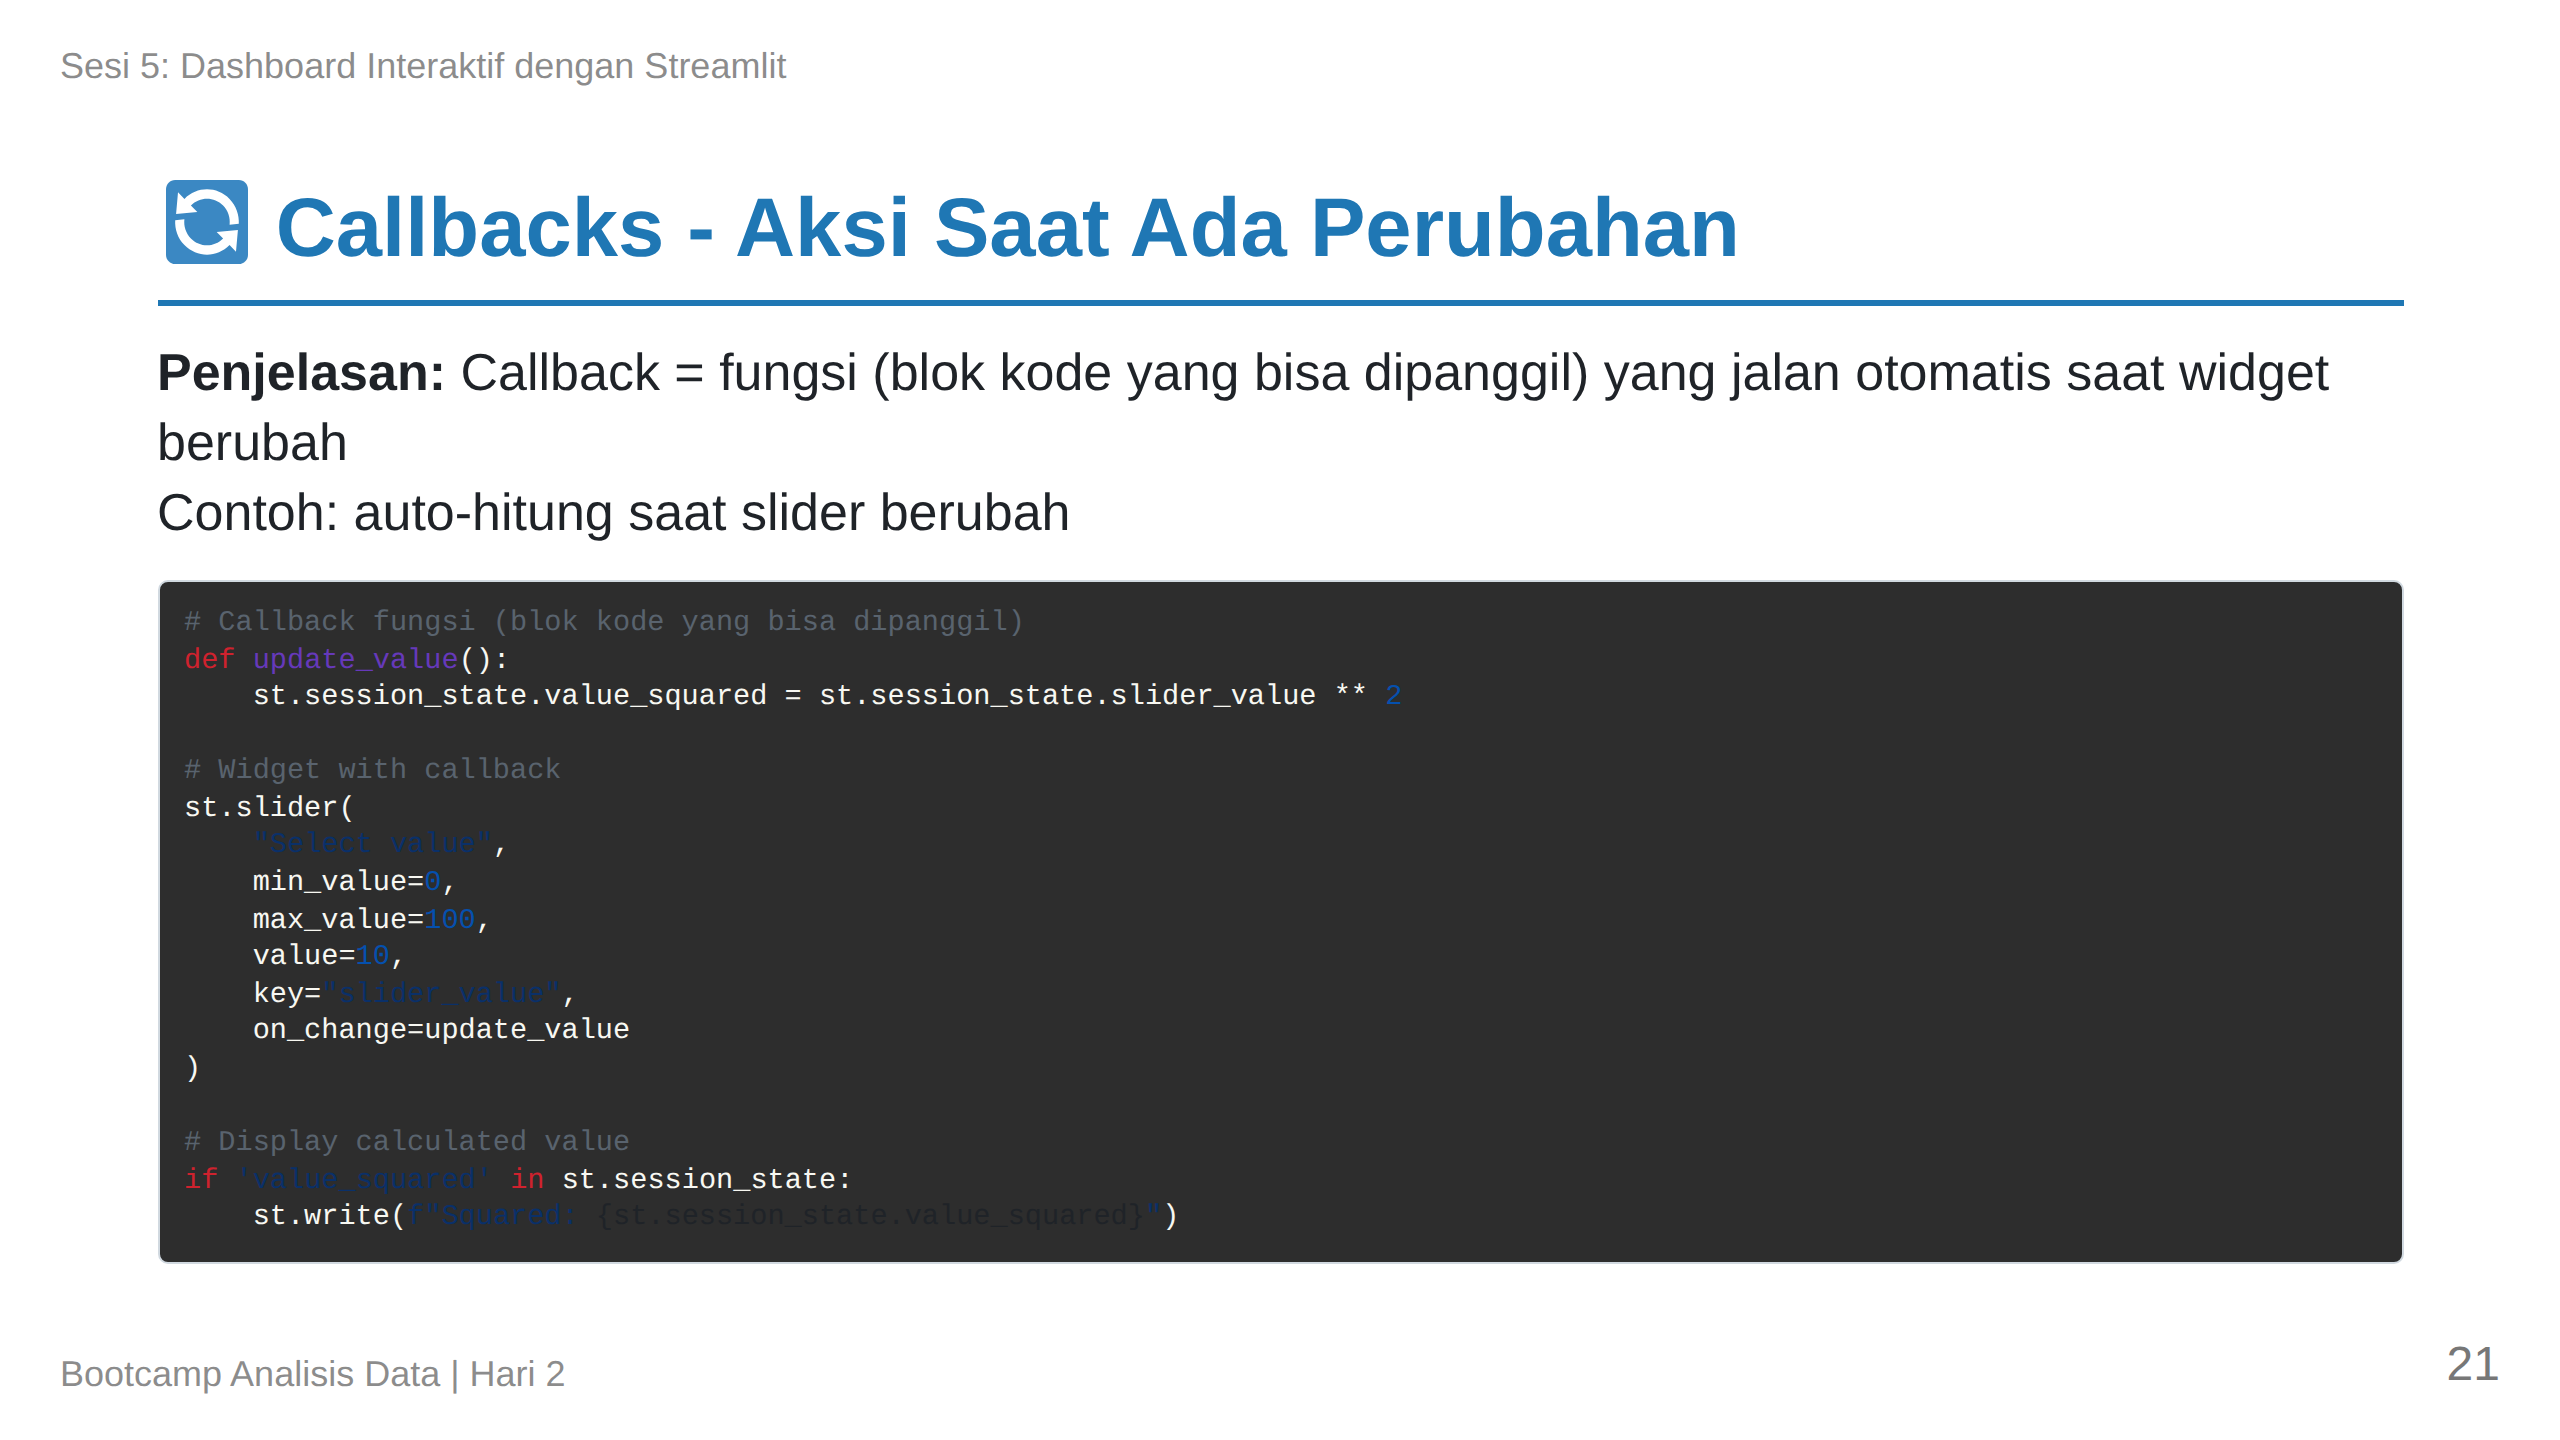 Sesi 5: Dashboard Interaktif dengan Streamlit
Callbacks - Aksi Saat Ada Perubahan
Penjelasan: Callback = fungsi (blok kode yang bisa dipanggil) yang jalan otomatis saat widget
berubah
Contoh: auto-hitung saat slider berubah
# Callback fungsi (blok kode yang bisa dipanggil)
def update_value():
    st.session_state.value_squared = st.session_state.slider_value ** 2
# Widget with callback
st.slider(
    "Select value",
    min_value=0,
    max_value=100,
    value=10,
    key="slider_value",
    on_change=update_value
)
# Display calculated value
if 'value_squared' in st.session_state:
    st.write(f"Squared: {st.session_state.value_squared}")
Bootcamp Analisis Data | Hari 2
21